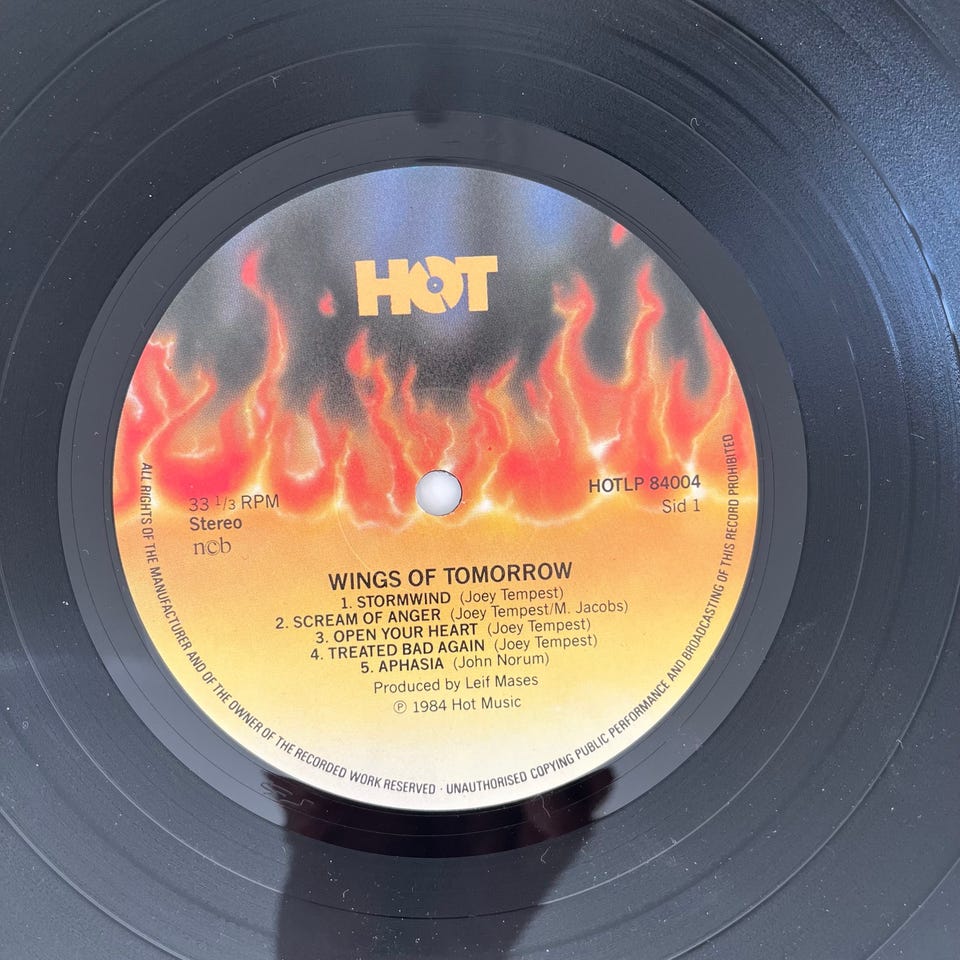 HOT
33 1/3 RPM
Stereo
ncb
HOTLP 84004
Sid 1
WINGS OF TOMORROW
1. STORMWIND (Joey Tempest)
2. SCREAM OF ANGER (Joey Tempest/M. Jacobs)
3. OPEN YOUR HEART (Joey Tempest)
4. TREATED BAD AGAIN (Joey Tempest)
5. APHASIA (John Norum)
Produced by Leif Mases
℗ 1984 Hot Music
ALL RIGHTS OF THE MANUFACTURER AND OF THE OWNER OF THE RECORDED WORK RESERVED · UNAUTHORISED COPYING PUBLIC PERFORMANCE AND BROADCASTING OF THIS RECORD PROHIBITED